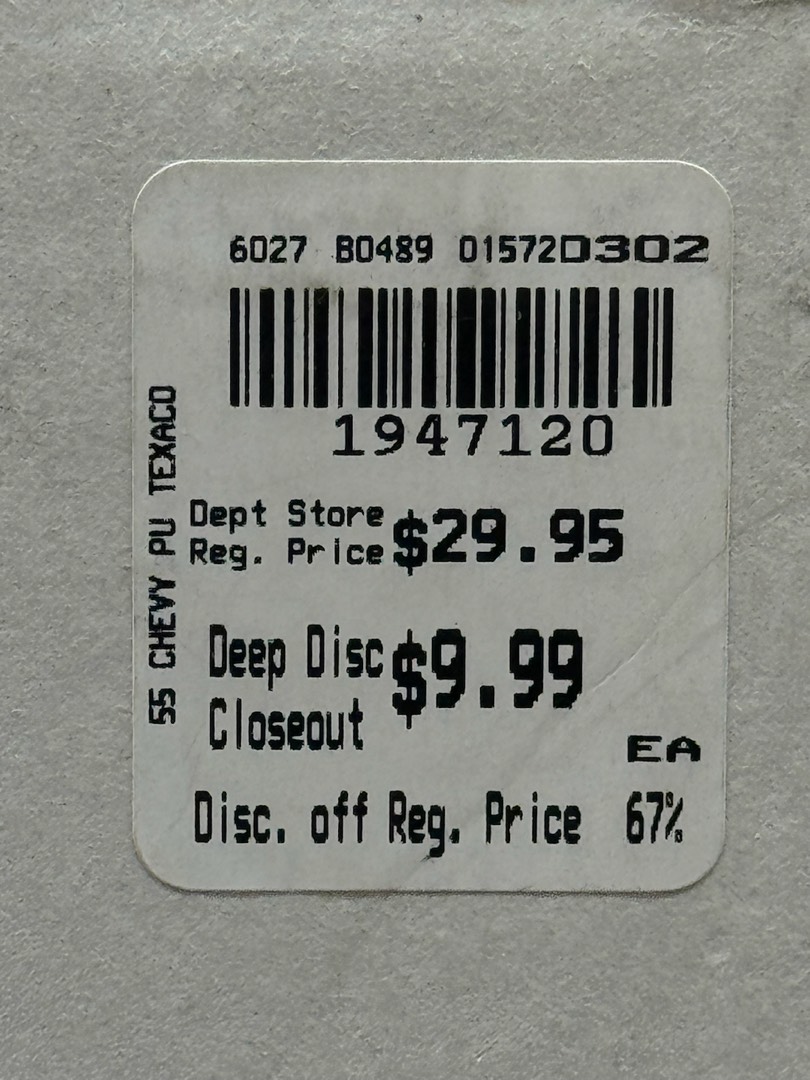 6027 B0489 01572D302
1947120
55 CHEVY PU TEXACO
Dept Store
Reg. Price $29.95
Deep Disc
Closeout $9.99
EA
Disc. off Reg. Price 67%